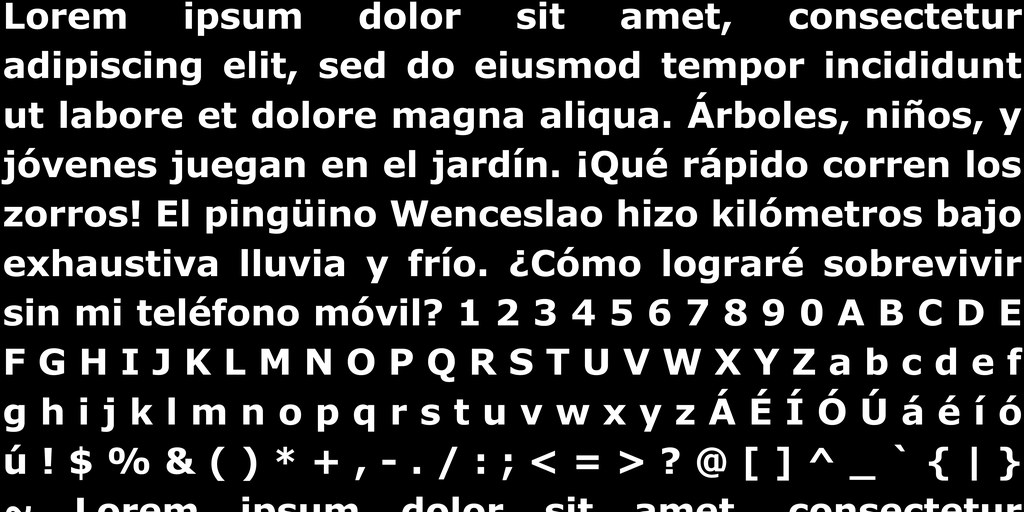 Lorem ipsum dolor sit amet, consectetur
adipiscing elit, sed do eiusmod tempor incididunt
ut labore et dolore magna aliqua. Árboles, niños, y
jóvenes juegan en el jardín. ¡Qué rápido corren los
zorros! El pingüino Wenceslao hizo kilómetros bajo
exhaustiva lluvia y frío. ¿Cómo lograré sobrevivir
sin mi teléfono móvil? 1 2 3 4 5 6 7 8 9 0 A B C D E
F G H I J K L M N O P Q R S T U V W X Y Z a b c d e f
g h i j k l m n o p q r s t u v w x y z Á É Í Ó Ú á é í ó
ú ! $ % & ( ) * + , - . / : ; < = > ? @ [ ] ^ _ ` { | }
~ Lorem ipsum dolor sit amet, consectetur